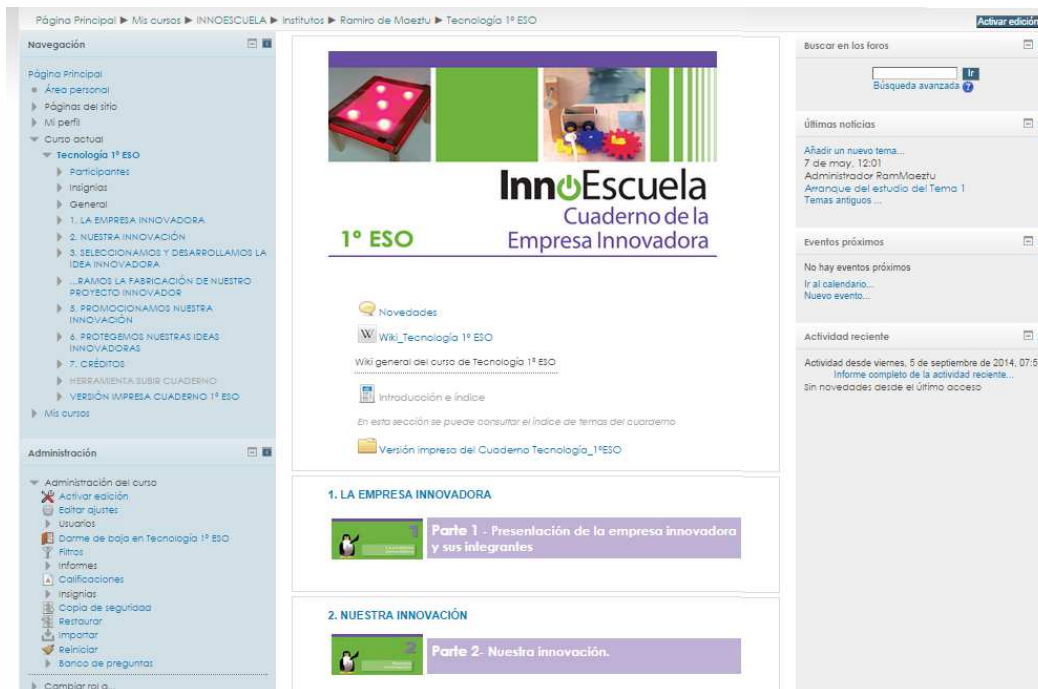 Página Principal ► Mis cursos ► INNOESCUELA ► Institutos ► Ramiro de Maeztu ► Tecnología 1º ESO
Activar edición
Navegación
Página Principal
Área personal
Páginas del sitio
Mi perfil
Curso actual
Tecnología 1º ESO
Participantes
Insignias
General
1. LA EMPRESA INNOVADORA
2. NUESTRA INNOVACIÓN
3. SELECCIONAMOS Y DESARROLLAMOS LA
IDEA INNOVADORA
...RAMOS LA FABRICACIÓN DE NUESTRO
PROYECTO INNOVADOR
5. PROMOCIONAMOS NUESTRA
INNOVACIÓN
6. PROTEGEMOS NUESTRAS IDEAS
INNOVADORAS
7. CRÉDITOS
HERRAMIENTA SUBIR CUADERNO
VERSIÓN IMPRESA CUADERNO 1º ESO
Mis cursos
Administración
Administración del curso
Activar edición
Editar ajustes
Usuarios
Darme de baja en Tecnología 1º ESO
Filtros
Informes
Calificaciones
Insignias
Copia de seguridad
Restaurar
Importar
Reiniciar
Banco de preguntas
Cambiar rol a...
InnoEscuela
Cuaderno de la
1º ESO
Empresa Innovadora
Novedades
W Wiki_Tecnología 1º ESO
Wiki general del curso de Tecnología 1º ESO
Introducción e índice
En esta sección se puede consultar el índice de temas del cuarderno
Versión impresa del Cuaderno Tecnología_1ºESO
1. LA EMPRESA INNOVADORA
1
Parte 1 - Presentación de la empresa innovadora
y sus integrantes
2. NUESTRA INNOVACIÓN
2
Parte 2- Nuestra innovación.
Buscar en los foros
Ir
Búsqueda avanzada ?
Últimas noticias
Añadir un nuevo tema...
7 de may, 12:01
Administrador RamMaeztu
Arranque del estudio del Tema 1
Temas antiguos ...
Eventos próximos
No hay eventos próximos
Ir al calendario...
Nuevo evento...
Actividad reciente
Actividad desde viernes, 5 de septiembre de 2014, 07:5
Informe completo de la actividad reciente...
Sin novedades desde el último acceso